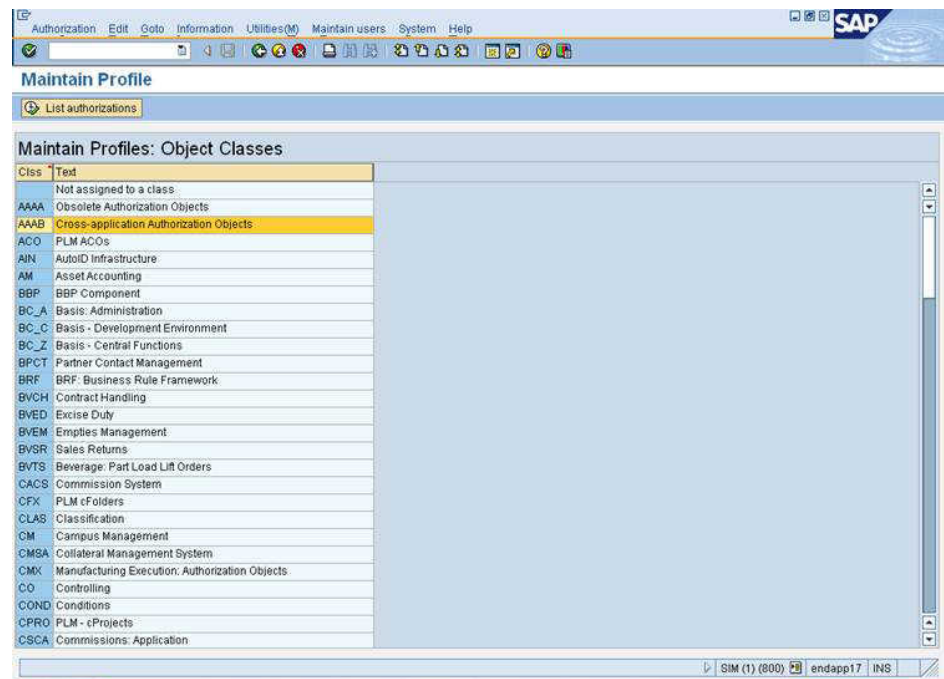 Authorization Edit Goto Information Utilities(M) Maintain users System Help
SAP
Maintain Profile
List authorizations
Maintain Profiles: Object Classes
Clss Text
Not assigned to a class
AAAA Obsolete Authorization Objects
AAAB Cross-application Authorization Objects
ACO PLM ACOs
AIN AutoID Infrastructure
AM Asset Accounting
BBP BBP Component
BC_A Basis: Administration
BC_C Basis - Development Environment
BC_Z Basis - Central Functions
BPCT Partner Contact Management
BRF BRF: Business Rule Framework
BVCH Contract Handling
BVED Excise Duty
BVEM Empties Management
BVSR Sales Returns
BVTS Beverage: Part Load Lift Orders
CACS Commission System
CFX PLM cFolders
CLAS Classification
CM Campus Management
CMSA Collateral Management System
CMX Manufacturing Execution: Authorization Objects
CO Controlling
COND Conditions
CPRO PLM - cProjects
CSCA Commissions: Application
SIM (1) (800) endapp17 INS